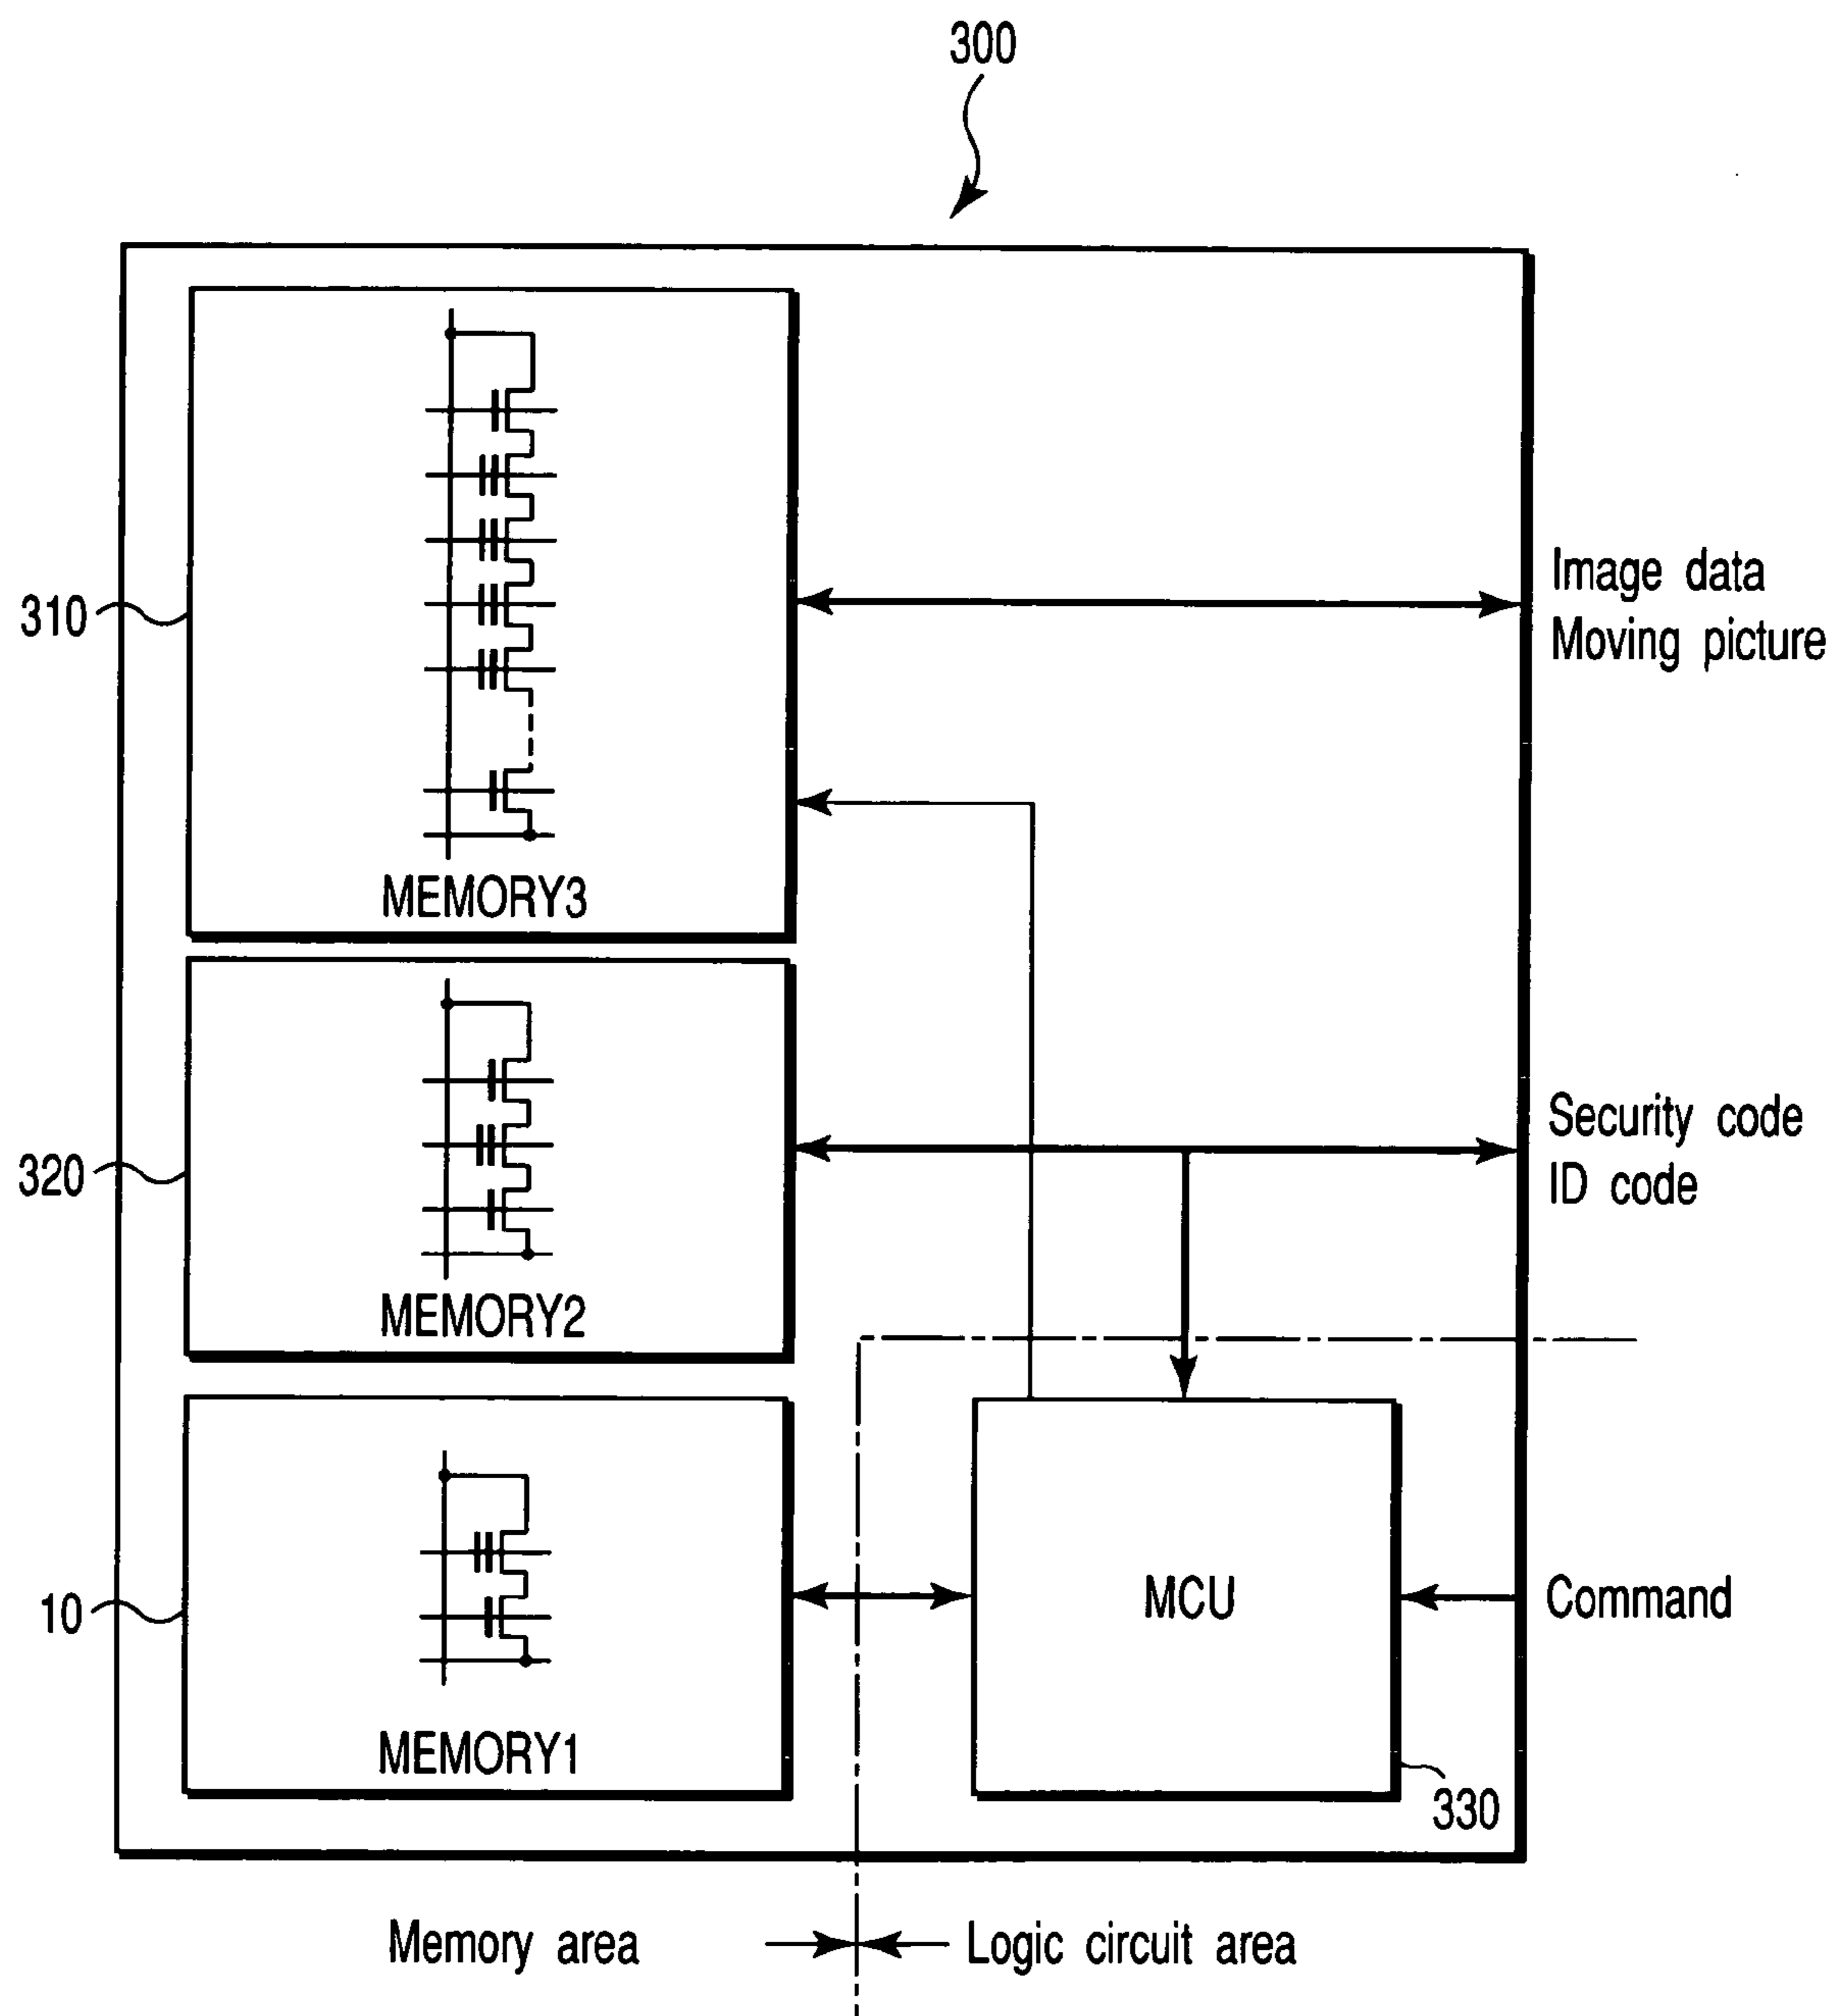 300
310
Image data
Moving picture
MEMORY3
320
Security code
ID code
MEMORY2
10
MCU
Command
MEMORY1
330
Memory area
Logic circuit area